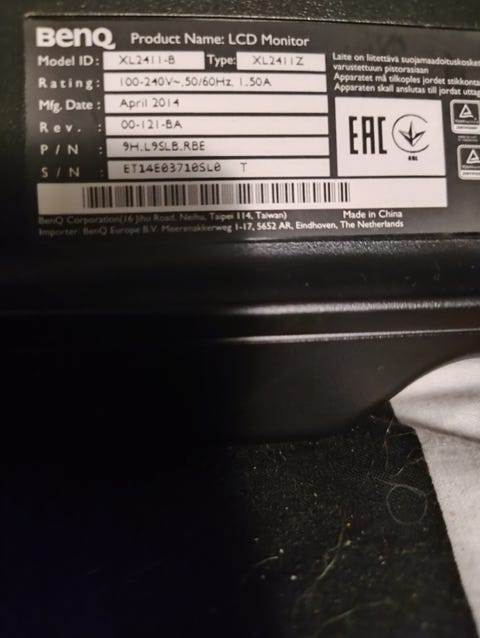 BenQ Product Name: LCD Monitor
Model ID: XL2411-B Type: XL2411Z
Rating: 100-240V~,50/60Hz, 1.50A
Mfg. Date : April 2014
Rev. : 00-121-BA
P / N : 9H.L9SLB.RBE
S / N : ET14E03710SL0 T
Laite on liitettävä suojamaadoituskosket
varustettuun pistorasiaan
Apparatet må tilkoples jordet stikkonta
Apparaten skall anslutas till jordat uttag
EAC
BenQ Corporation(16 Jihu Road, Neihu, Taipei 114, Taiwan) Made in China
Importer: BenQ Europe B.V. Meerenakkerweg 1-17, 5652 AR, Eindhoven, The Netherlands